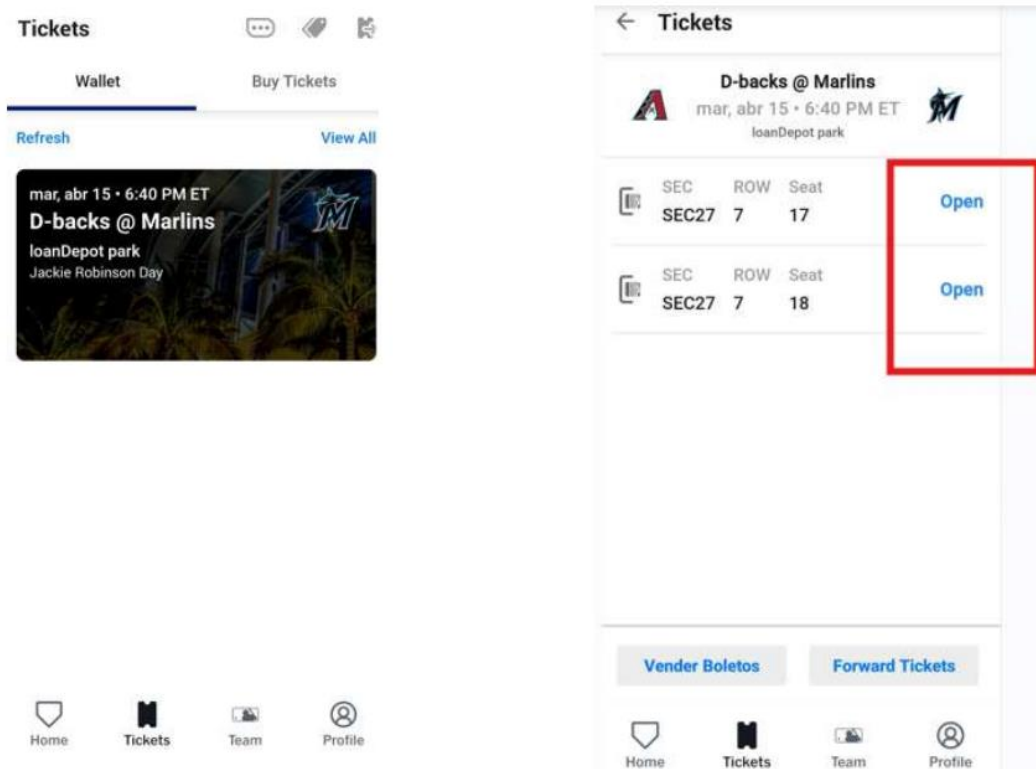 Tickets
Wallet
Buy Tickets
Refresh
View All
mar, abr 15 • 6:40 PM ET
D-backs @ Marlins
loanDepot park
Jackie Robinson Day
Home
Tickets
Team
Profile
Tickets
D-backs @ Marlins
mar, abr 15 • 6:40 PM ET
loanDepot park
SEC ROW Seat
SEC27 7 17
Open
SEC ROW Seat
SEC27 7 18
Open
Vender Boletos
Forward Tickets
Home
Tickets
Team
Profile